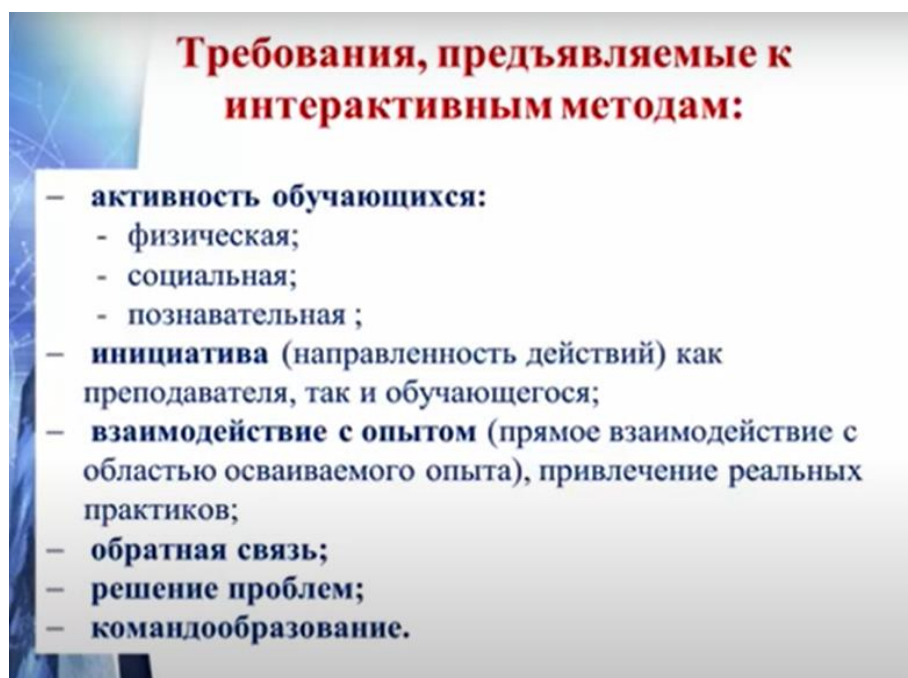 Требования, предъявляемые к
интерактивным методам:
– активность обучающихся:
- физическая;
- социальная;
- познавательная ;
– инициатива (направленность действий) как
преподавателя, так и обучающегося;
– взаимодействие с опытом (прямое взаимодействие с
областью осваиваемого опыта), привлечение реальных
практиков;
– обратная связь;
– решение проблем;
– командообразование.